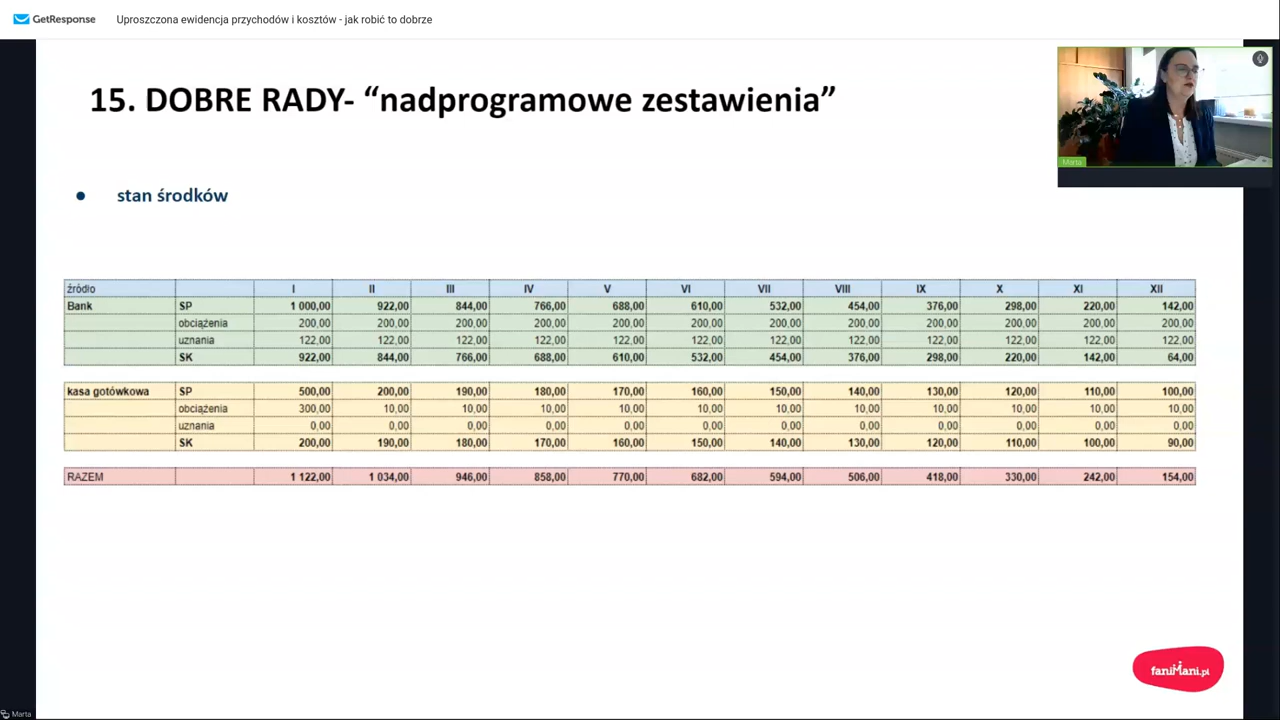 GetResponse Uproszczona ewidencja przychodów i kosztów - jak robić to dobrze
15. DOBRE RADY- “nadprogramowe zestawienia”
Marta
● stan środków
źródło I II III IV V VI VII VIII IX X XI XII
Bank SP 1 000,00 922,00 844,00 766,00 688,00 610,00 532,00 454,00 376,00 298,00 220,00 142,00
obciążenia 200,00 200,00 200,00 200,00 200,00 200,00 200,00 200,00 200,00 200,00 200,00 200,00
uznania 122,00 122,00 122,00 122,00 122,00 122,00 122,00 122,00 122,00 122,00 122,00 122,00
SK 922,00 844,00 766,00 688,00 610,00 532,00 454,00 376,00 298,00 220,00 142,00 64,00
kasa gotówkowa SP 500,00 200,00 190,00 180,00 170,00 160,00 150,00 140,00 130,00 120,00 110,00 100,00
obciążenia 300,00 10,00 10,00 10,00 10,00 10,00 10,00 10,00 10,00 10,00 10,00 10,00
uznania 0,00 0,00 0,00 0,00 0,00 0,00 0,00 0,00 0,00 0,00 0,00 0,00
SK 200,00 190,00 180,00 170,00 160,00 150,00 140,00 130,00 120,00 110,00 100,00 90,00
RAZEM 1 122,00 1 034,00 946,00 858,00 770,00 682,00 594,00 506,00 418,00 330,00 242,00 154,00
faniMani.pl
Marta